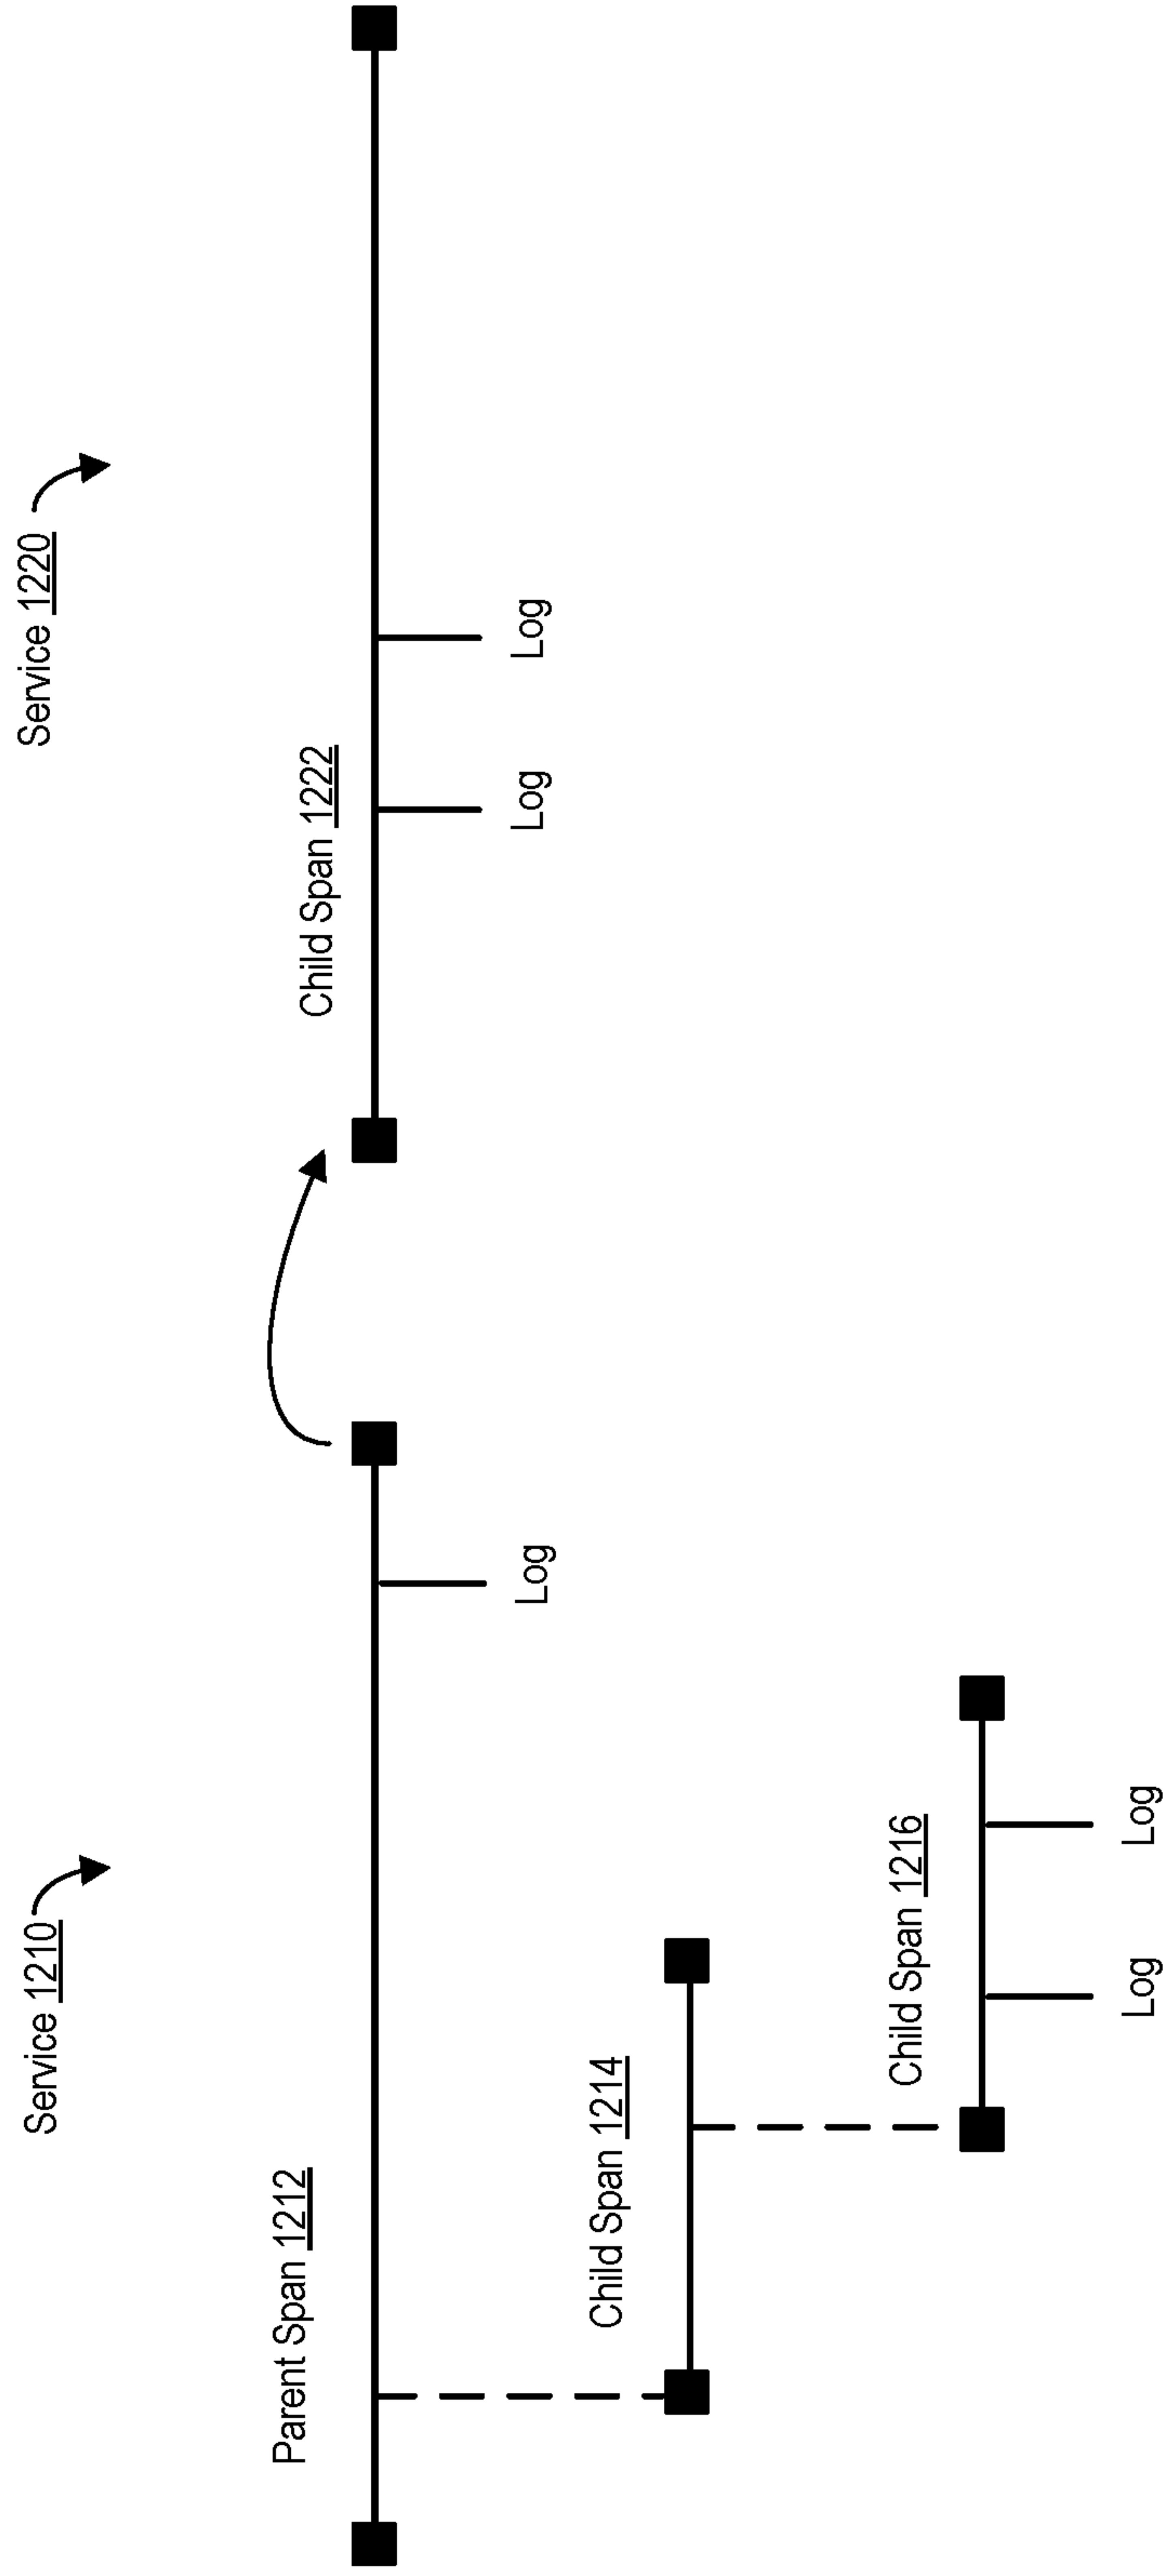 Service 1210
Service 1220
Parent Span 1212
Child Span 1222
Log
Log
Log
Child Span 1214
Child Span 1216
Log
Log